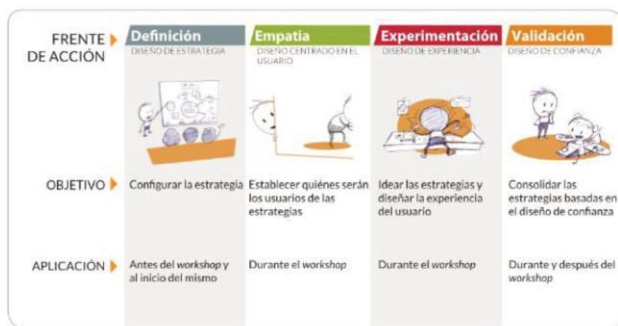 FRENTE DE ACCIÓN
Definición
DISEÑO DE ESTRATEGIA
Empatia
DISEÑO CENTRADO EN EL
USUARIO
Experimentación
DISEÑO DE EXPERIENCIA
Validación
DISEÑO DE CONFIANZA
OBJETIVO
Configurar la estrategia
Establecer quiénes serán
los usuarios de las
estrategias
Idear las estrategias y
diseñar la experiencia
del usuario
Consolidar las
estrategias basadas en
el diseño de confianza
APLICACIÓN
Antes del workshop y
al inicio del mismo
Durante el workshop
Durante el workshop
Durante y después del
workshop